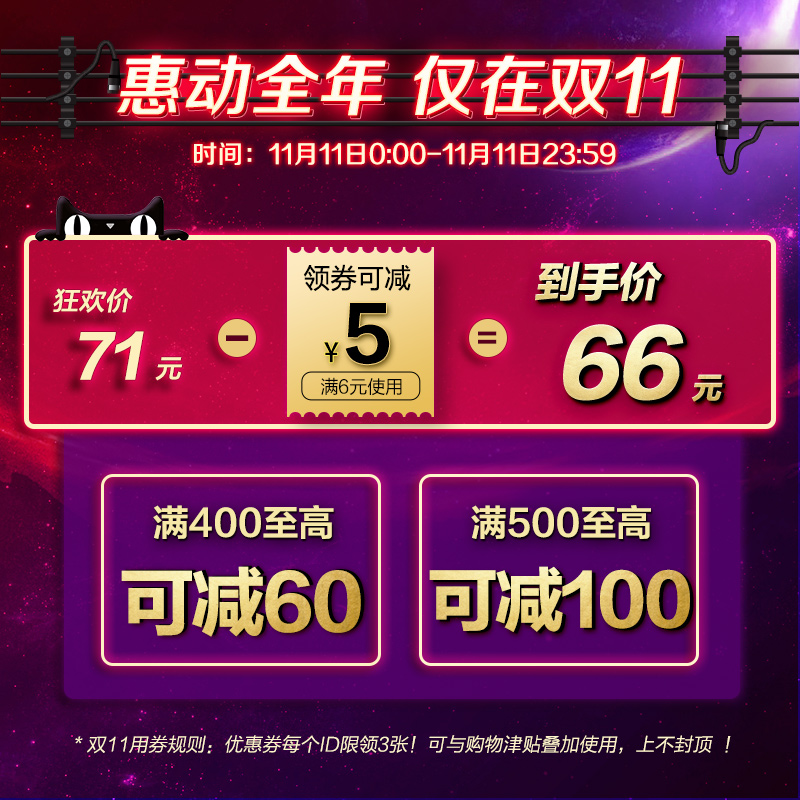 惠动全年 仅在双11
时间：11月11日0:00-11月11日23:59
狂欢价
71元
−
领券可减
¥5
满6元使用
=
到手价
66元
满400至高
可减60
满500至高
可减100
*双11用券规则：优惠券每个ID限领3张！可与购物津贴叠加使用，上不封顶！